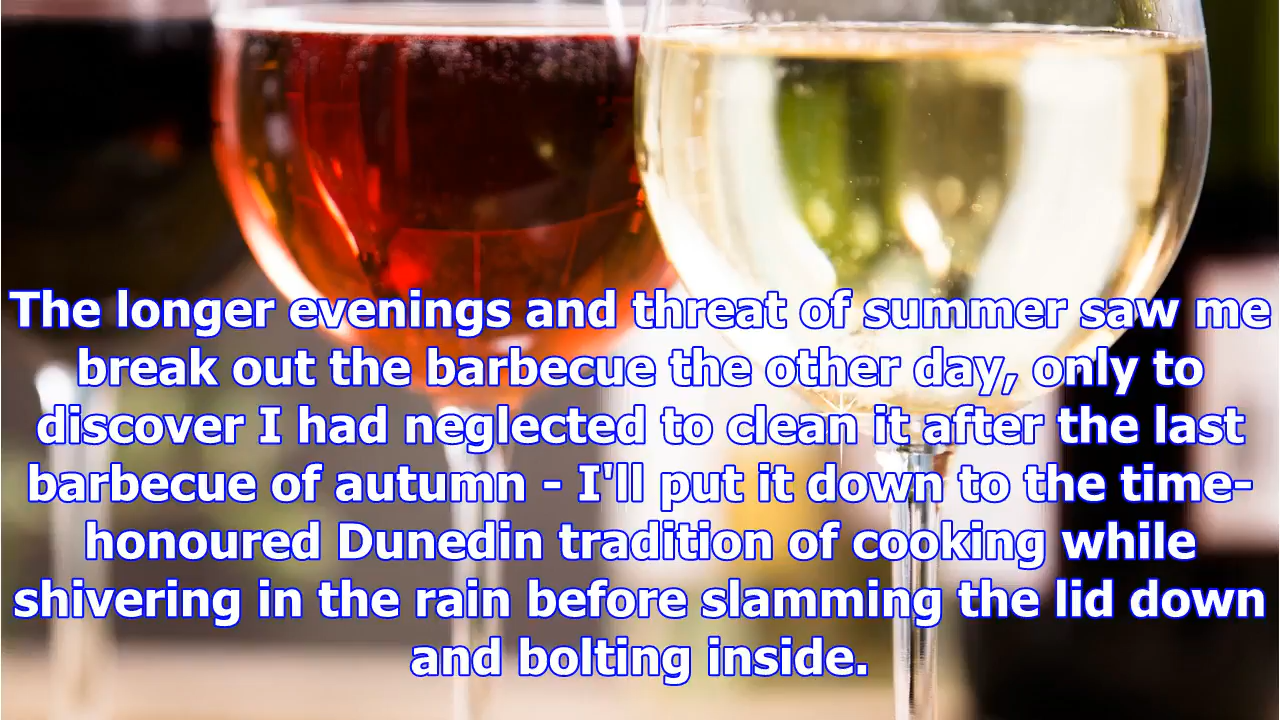 The longer evenings and threat of summer saw me
break out the barbecue the other day, only to
discover I had neglected to clean it after the last
barbecue of autumn - I'll put it down to the time-
honoured Dunedin tradition of cooking while
shivering in the rain before slamming the lid down
and bolting inside.